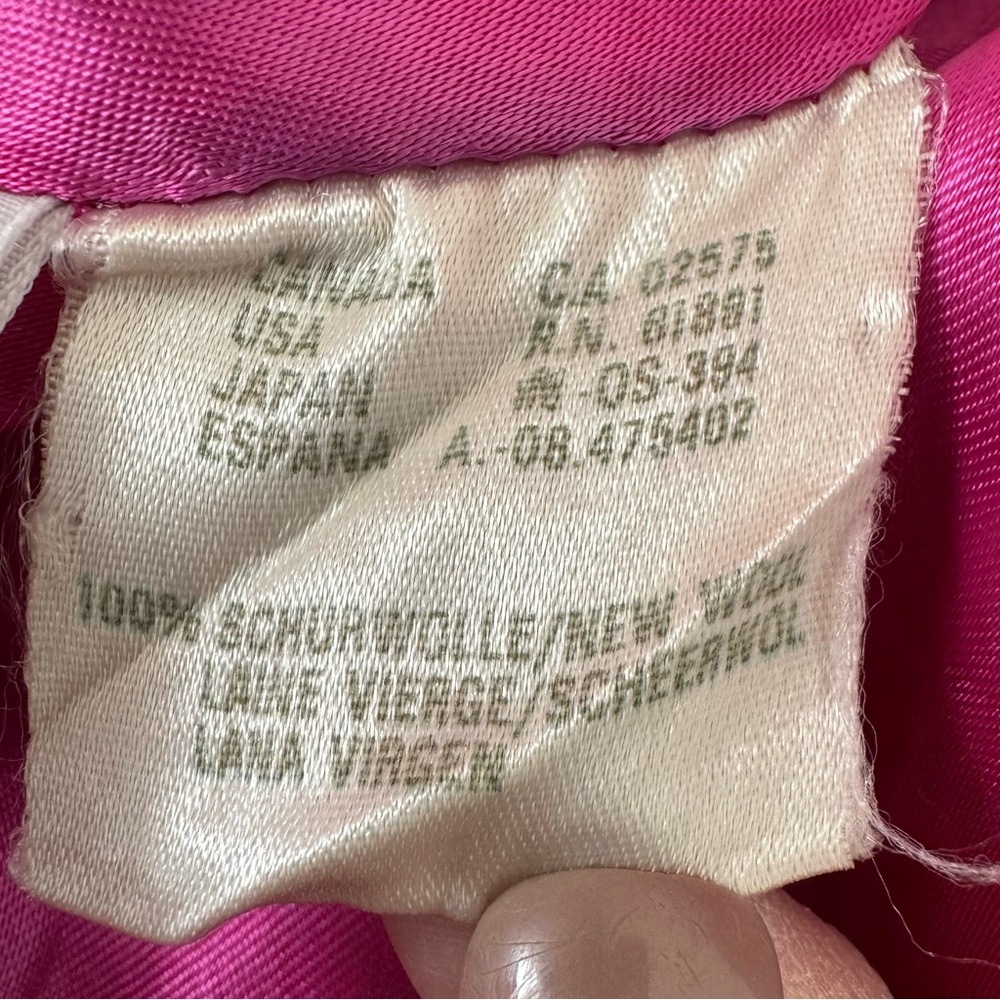 CANADA C.A. 02575
USA R.N. 61881
JAPAN 商-OS-394
ESPANA A.-08.475402
100% SCHURWOLLE/NEW WOOL
LAINE VIERGE/SCHEERWOL
LANA VIRGEN